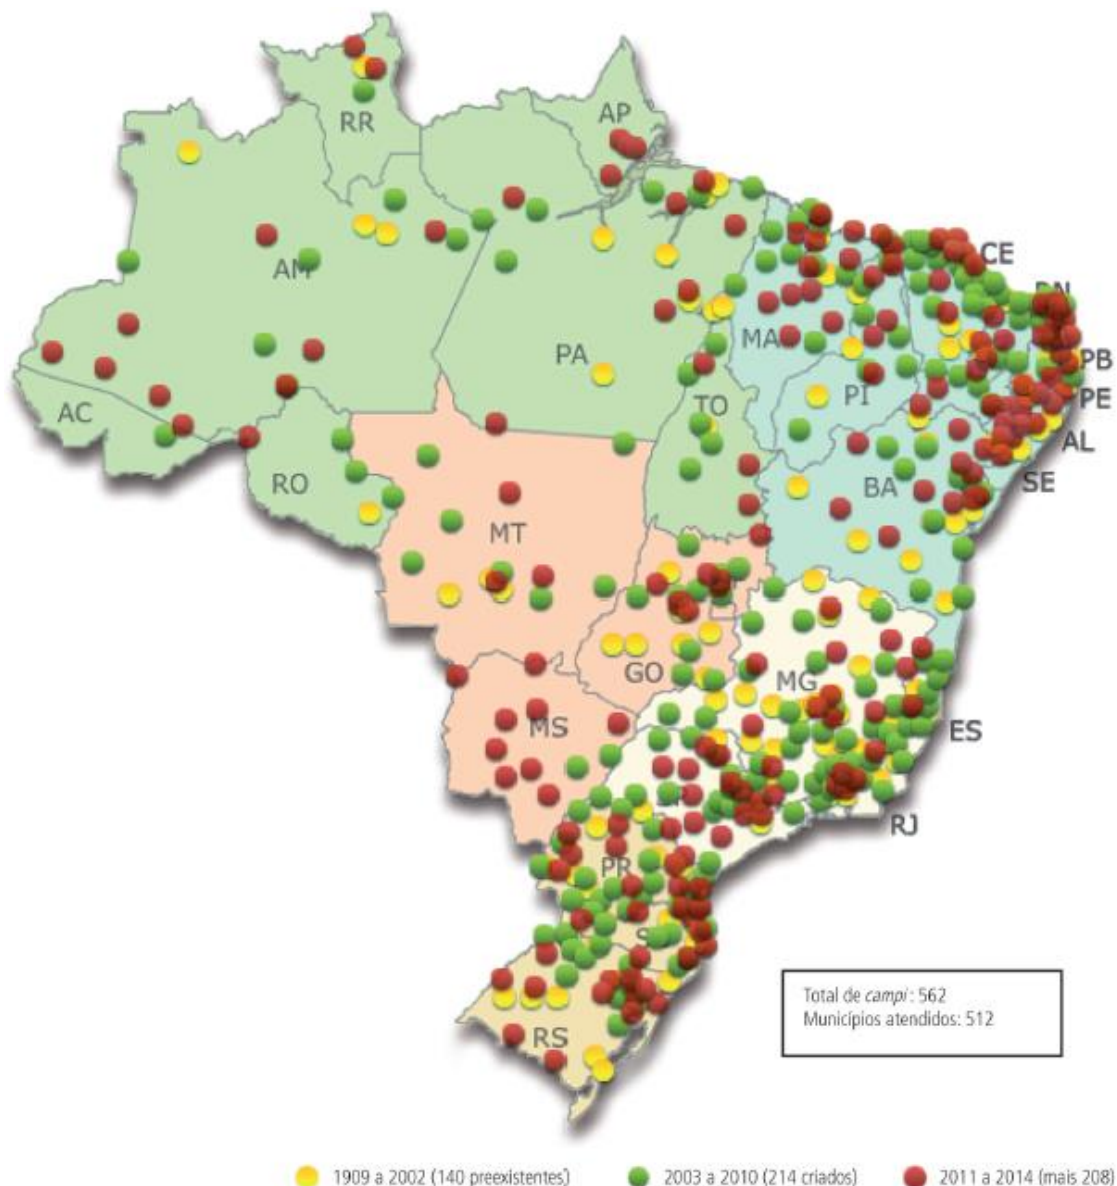 RR
AP
AM
PA
AC
RO
TO
MA
PI
CE
RN
PB
PE
AL
SE
BA
MT
GO
MG
ES
MS
RJ
PR
RS
Total de campi: 562
Municípios atendidos: 512
1909 a 2002 (140 preexistentes)
2003 a 2010 (214 criados)
2011 a 2014 (mais 208)